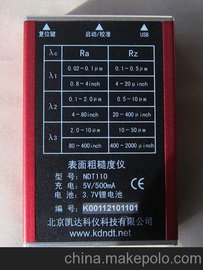 复位键 启动/校准 USB
λc Ra Rz
λ1 0.02～0.1μm 0.1～0.5μm
0.8～4inch 4～20inch
λ2 0.1～2.0μm 0.5～10μm
4～80inch 20～400inch
λ3 2.0～10μm 10～50μm
80～400inch 400～2000μinch
表面粗糙度仪
型号: NDT110
充电: 5V/500mA
电池: 3.7V锂电池
编号: K00112101101
北京凯达科仪科技有限公司
www.kdndt.net
www.makepolo.com